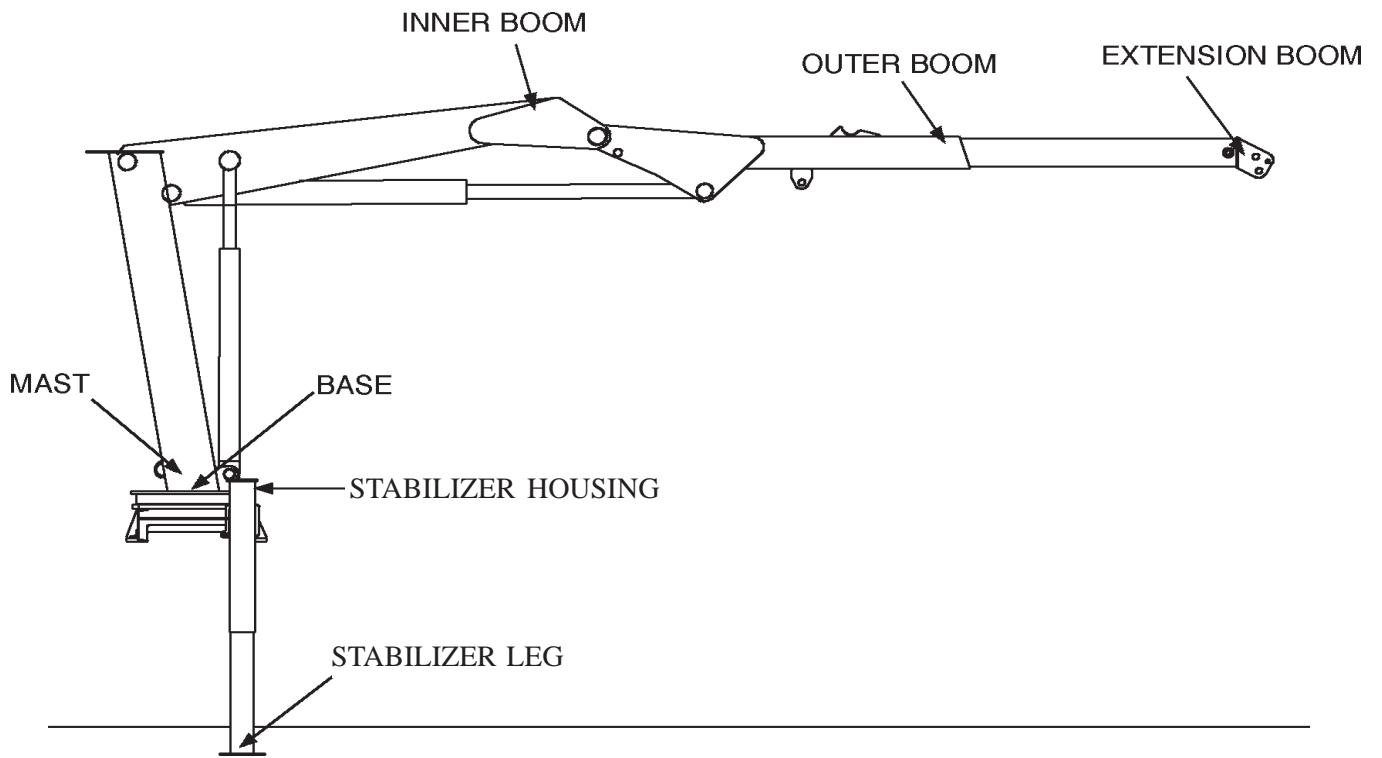 INNER BOOM
OUTER BOOM
EXTENSION BOOM
MAST
BASE
STABILIZER HOUSING
STABILIZER LEG